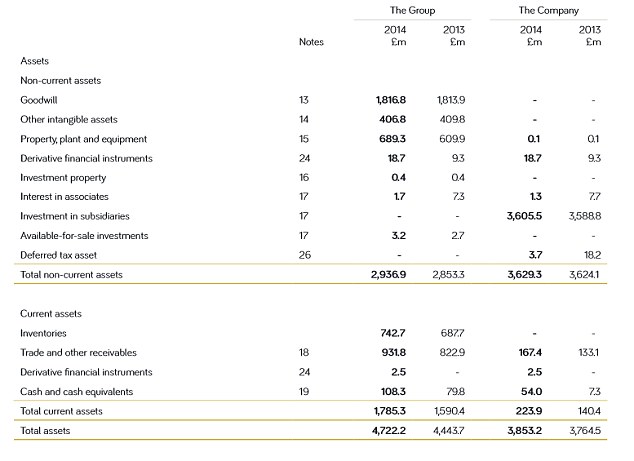 The Group The Company
2014 2013 2014 2013
Notes £m £m £m £m
Assets
Non-current assets
Goodwill 13 1,816.8 1,813.9 - -
Other intangible assets 14 406.8 409.8 - -
Property, plant and equipment 15 689.3 609.9 0.1 0.1
Derivative financial instruments 24 18.7 9.3 18.7 9.3
Investment property 16 0.4 0.4 - -
Interest in associates 17 1.7 7.3 1.3 7.7
Investment in subsidiaries 17 - - 3,605.5 3,588.8
Available-for-sale investments 17 3.2 2.7 - -
Deferred tax asset 26 - - 3.7 18.2
Total non-current assets 2,936.9 2,853.3 3,629.3 3,624.1
Current assets
Inventories 742.7 687.7 - -
Trade and other receivables 18 931.8 822.9 167.4 133.1
Derivative financial instruments 24 2.5 - 2.5 -
Cash and cash equivalents 19 108.3 79.8 54.0 7.3
Total current assets 1,785.3 1,590.4 223.9 140.4
Total assets 4,722.2 4,443.7 3,853.2 3,764.5